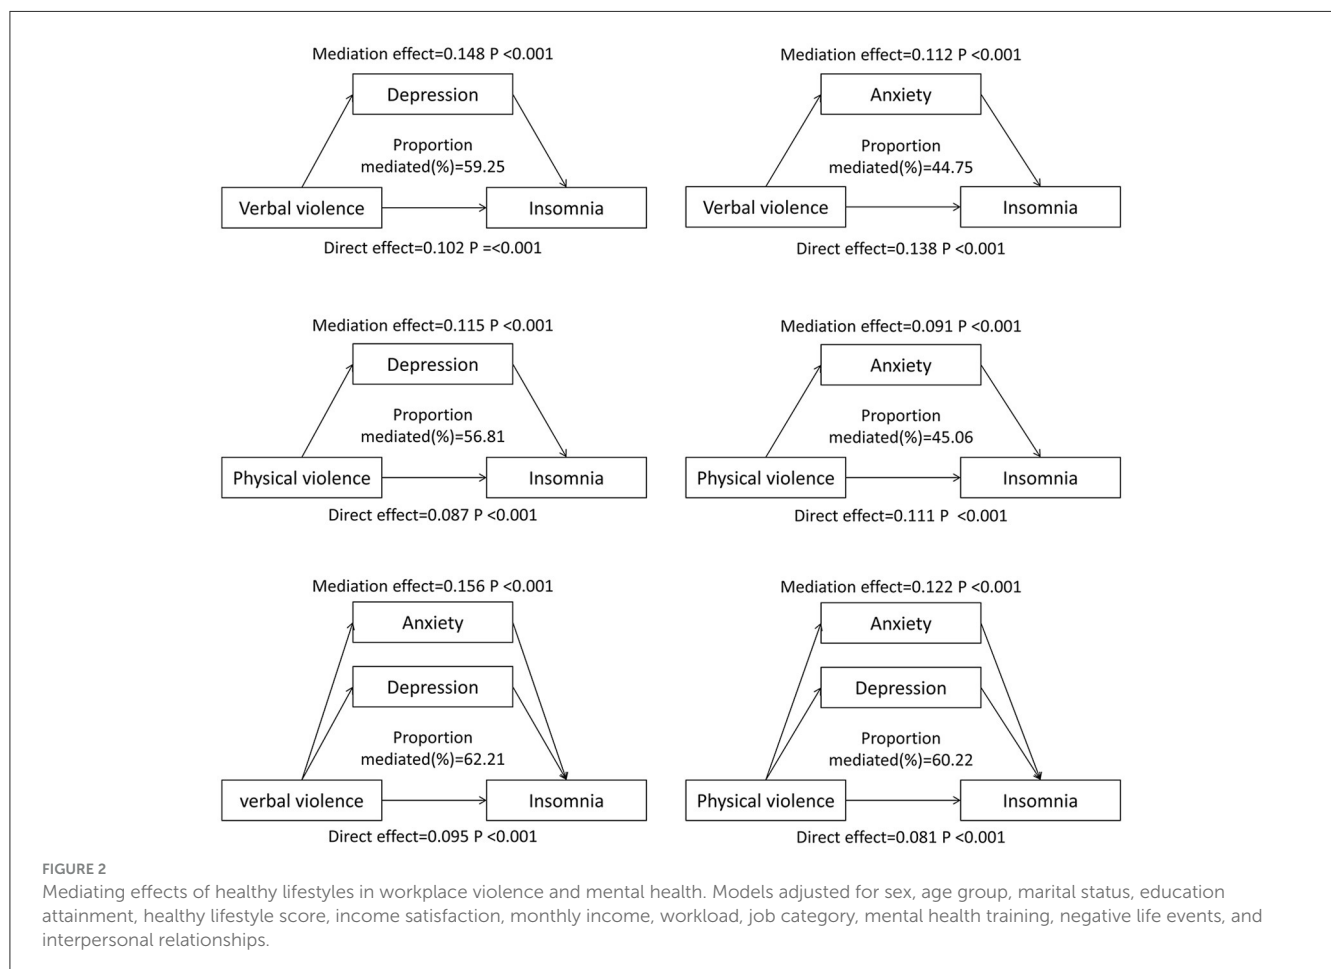 Mediation effect=0.148 P <0.001
Depression
Proportion
mediated(%)=59.25
Verbal violence
Insomnia
Direct effect=0.102 P =<0.001
Mediation effect=0.112 P <0.001
Anxiety
Proportion
mediated(%)=44.75
Verbal violence
Insomnia
Direct effect=0.138 P <0.001
Mediation effect=0.115 P <0.001
Depression
Proportion
mediated(%)=56.81
Physical violence
Insomnia
Direct effect=0.087 P <0.001
Mediation effect=0.091 P <0.001
Anxiety
Proportion
mediated(%)=45.06
Physical violence
Insomnia
Direct effect=0.111 P <0.001
Mediation effect=0.156 P <0.001
Anxiety
Depression
Proportion
mediated(%)=62.21
verbal violence
Insomnia
Direct effect=0.095 P <0.001
Mediation effect=0.122 P <0.001
Anxiety
Depression
Proportion
mediated(%)=60.22
Physical violence
Insomnia
Direct effect=0.081 P <0.001
FIGURE 2
Mediating effects of healthy lifestyles in workplace violence and mental health. Models adjusted for sex, age group, marital status, education
attainment, healthy lifestyle score, income satisfaction, monthly income, workload, job category, mental health training, negative life events, and
interpersonal relationships.